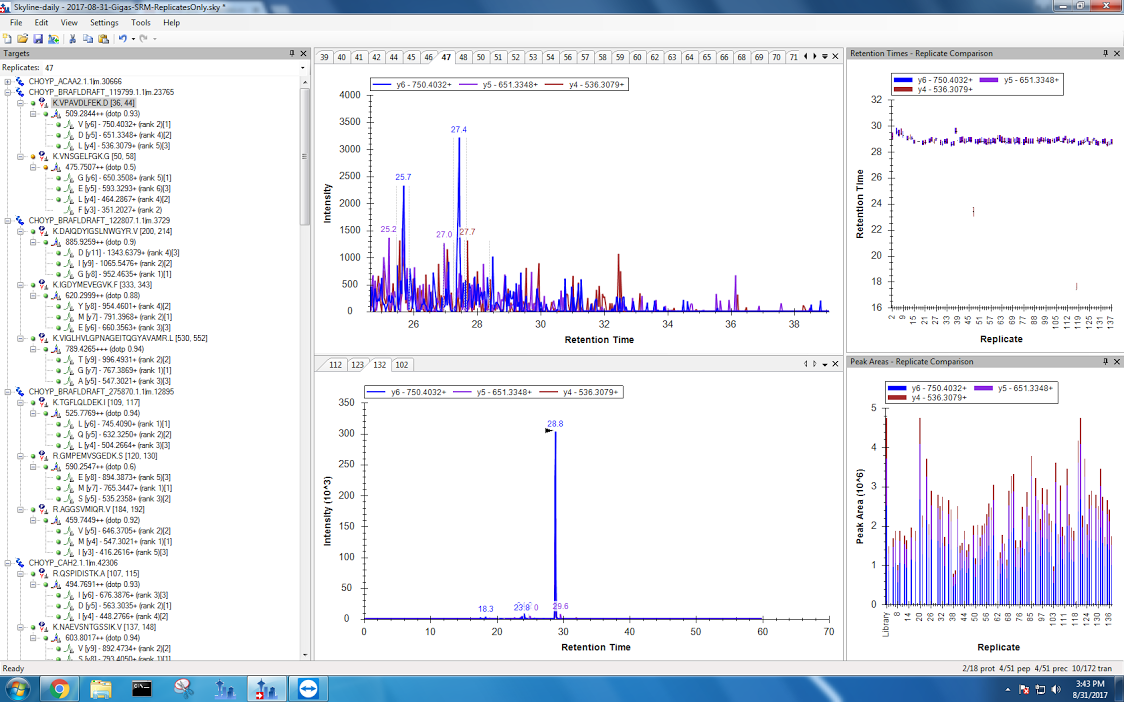 Skyline-daily - 2017-08-31-Gigas-SRM-ReplicatesOnly.sky *
File Edit View Settings Tools Help
Targets
Replicates: 47
CHOYP_ACAA2.1.1|m.30666
CHOYP_BRAFLDRAFT_119799.1.1|m.23765
K.VPAVDLFEK.D [36, 44]
509.2844++ (dotp 0.93)
V [y6] - 750.4032+ (rank 2)[1]
D [y5] - 651.3348+ (rank 4)[2]
L [y4] - 536.3079+ (rank 5)[3]
K.VNSGELFGK.G [50, 58]
475.7507++ (dotp 0.5)
G [y6] - 650.3508+ (rank 5)[1]
E [y5] - 593.3293+ (rank 6)[3]
L [y4] - 464.2867+ (rank 4)[2]
F [y3] - 351.2027+ (rank 2)
CHOYP_BRAFLDRAFT_122807.1.1|m.3729
K.DAIQDYIGSLNWGYR.V [200, 214]
885.9259++ (dotp 0.9)
D [y11] - 1343.6379+ (rank 4)[3]
I [y9] - 1065.5476+ (rank 2)[2]
G [y8] - 952.4635+ (rank 1)[1]
K.IGDYMEVEGVK.F [333, 343]
620.2999++ (dotp 0.88)
Y [y8] - 954.4601+ (rank 4)[2]
M [y7] - 791.3968+ (rank 2)[1]
E [y6] - 660.3563+ (rank 3)[3]
K.VIGLHVLGPNAGEITQGYAVAMR.L [530, 552]
789.4265+++ (dotp 0.94)
T [y9] - 996.4931+ (rank 2)[2]
G [y7] - 767.3869+ (rank 1)[1]
A [y5] - 547.3021+ (rank 3)[3]
CHOYP_BRAFLDRAFT_275870.1.1|m.12895
K.TGFLQLDEK.I [109, 117]
525.7769++ (dotp 0.94)
L [y6] - 745.4090+ (rank 1)[1]
Q [y5] - 632.3250+ (rank 2)[2]
L [y4] - 504.2664+ (rank 3)[3]
R.GMPEMVSGEDK.S [120, 130]
590.2547++ (dotp 0.6)
E [y8] - 894.3873+ (rank 5)[3]
M [y7] - 765.3447+ (rank 1)[2]
S [y5] - 535.2358+ (rank 3)[2]
R.AGGSVMIQR.V [184, 192]
459.7449++ (dotp 0.92)
V [y5] - 646.3705+ (rank 2)[2]
M [y4] - 547.3021+ (rank 1)[1]
I [y3] - 416.2616+ (rank 5)[3]
CHOYP_CAH2.1.1|m.42306
R.QSPIDISTK.A [107, 115]
494.7691++ (dotp 0.93)
I [y6] - 676.3876+ (rank 3)[3]
D [y5] - 563.3035+ (rank 2)[1]
I [y4] - 448.2766+ (rank 4)[2]
K.NAEVSNTGSSIK.V [137, 148]
603.8017++ (dotp 0.94)
V [y9] - 892.4734+ (rank 2)[2]
S [y8] - 793.4050+ (rank 1)[1]
39 40 41 42 44 45 46 47 48 50 51 52 53 54 55 56 57 58 59 60 62 63 64 65 66 68 69 70 71
y6 - 750.4032+ y5 - 651.3348+ y4 - 536.3079+
4000
3500
3000
2500
2000
1500
1000
500
0
Intensity
25.2
25.7
27.0
27.4
27.7
26 28 30 32 34 36 38
Retention Time
112 123 132 102
y6 - 750.4032+ y5 - 651.3348+ y4 - 536.3079+
350
300
250
200
150
100
50
0
Intensity (10^3)
28.8
18.3
29.6
0 10 20 30 40 50 60 70
Retention Time
Retention Times - Replicate Comparison
y6 - 750.4032+ y5 - 651.3348+
y4 - 536.3079+
32
30
28
26
24
22
20
18
16
Retention Time
2 9 15 21 27 33 39 45 51 57 63 69 77 83 89 94 99 105 112 119 125 131 137
Replicate
Peak Areas - Replicate Comparison
y6 - 750.4032+ y5 - 651.3348+
y4 - 536.3079+
5
4
3
2
1
0
Peak Area (10^6)
Library 8 14 20 26 32 38 44 50 56 62 68 76 82 88 93 98 103 111 118 124 130 136
Replicate
Ready
2/18 prot 4/51 pep 4/51 prec 10/172 tran
3:43 PM
8/31/2017